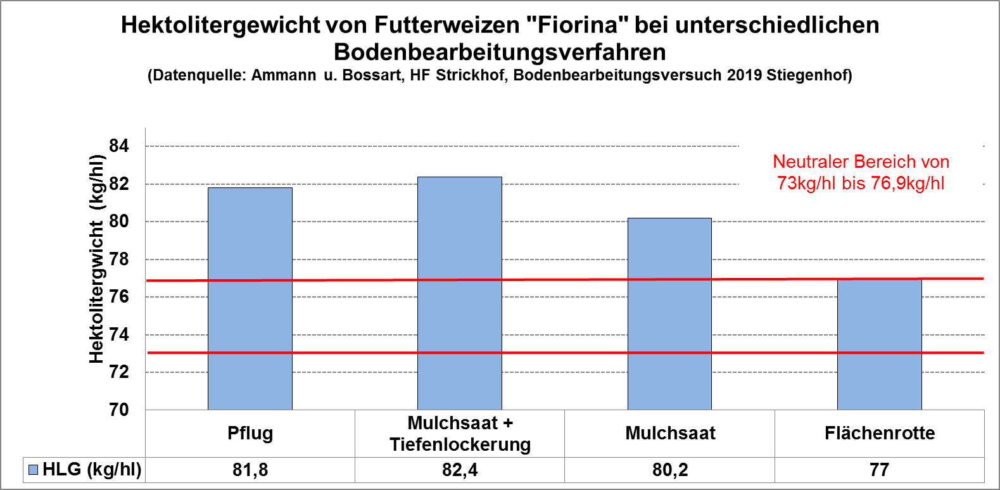 Hektolitergewicht von Futterweizen "Fiorina" bei unterschiedlichen
Bodenbearbeitungsverfahren
(Datenquelle: Ammann u. Bossart, HF Strickhof, Bodenbearbeitungsversuch 2019 Stiegenhof)
Hektolitergwicht (kg/hl)
84
82
80
78
76
74
72
70
Neutraler Bereich von
73kg/hl bis 76,9kg/hl
Pflug
Mulchsaat +
Tiefenlockerung
Mulchsaat
Flächenrotte
HLG (kg/hl) 81,8 82,4 80,2 77